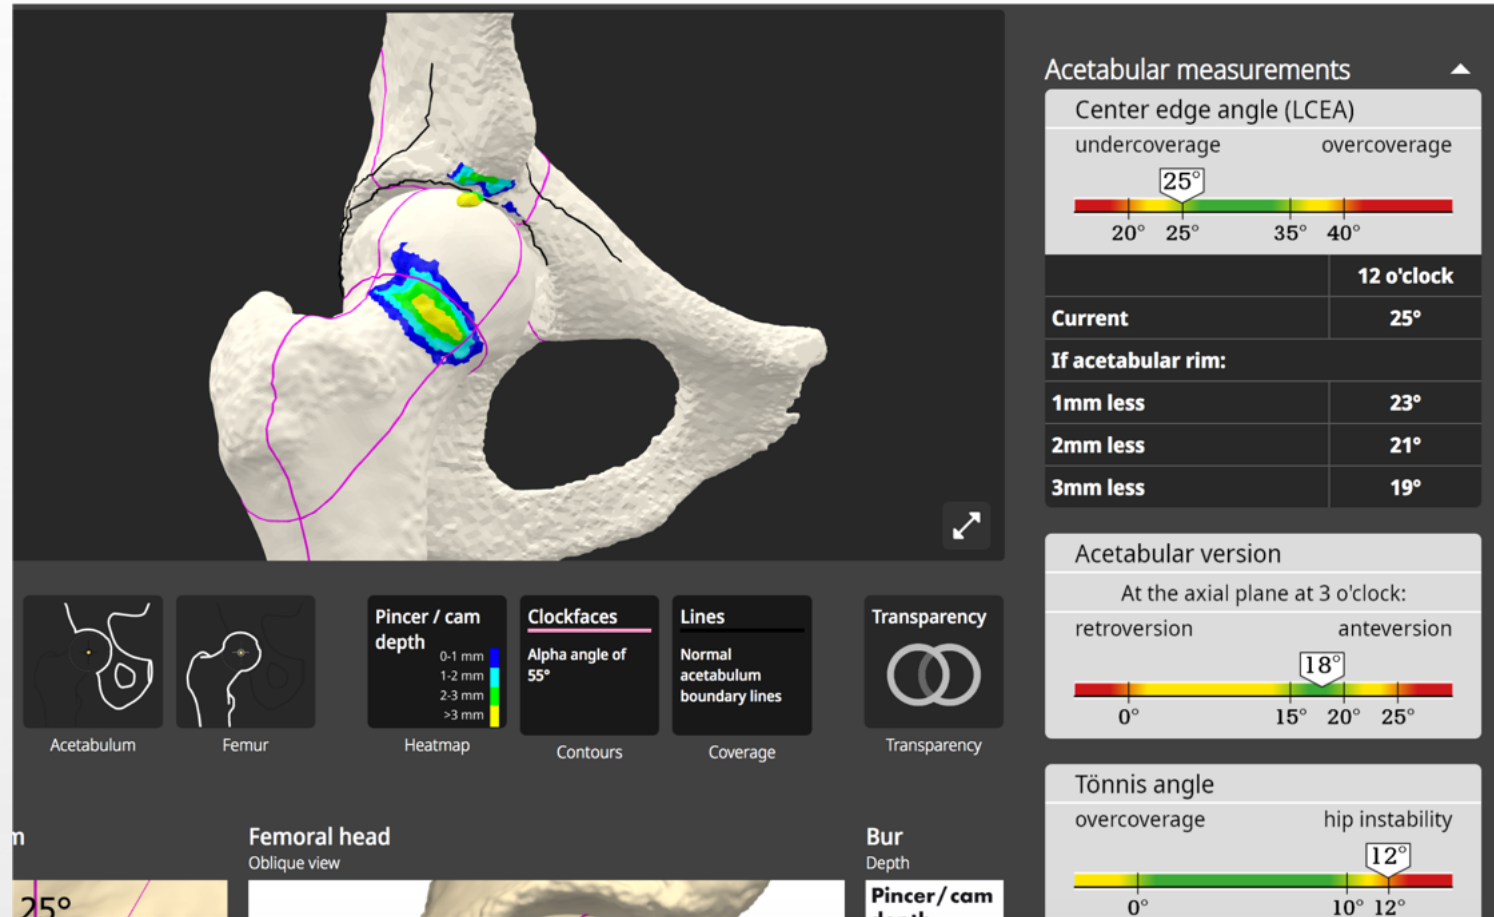 Acetabular measurements
Center edge angle (LCEA)
undercoverage overcoverage
25°
20° 25° 35° 40°
12 o'clock
Current 25°
If acetabular rim:
1mm less 23°
2mm less 21°
3mm less 19°
Acetabular version
At the axial plane at 3 o'clock:
retroversion anteversion
18°
0° 15° 20° 25°
Tönnis angle
overcoverage hip instability
12°
0° 10° 12°
Acetabulum
Femur
Pincer / cam
depth
0-1 mm
1-2 mm
2-3 mm
>3 mm
Heatmap
Clockfaces
Alpha angle of
55°
Contours
Lines
Normal
acetabulum
boundary lines
Coverage
Transparency
Transparency
25°
Femoral head
Oblique view
Bur
Depth
Pincer/cam